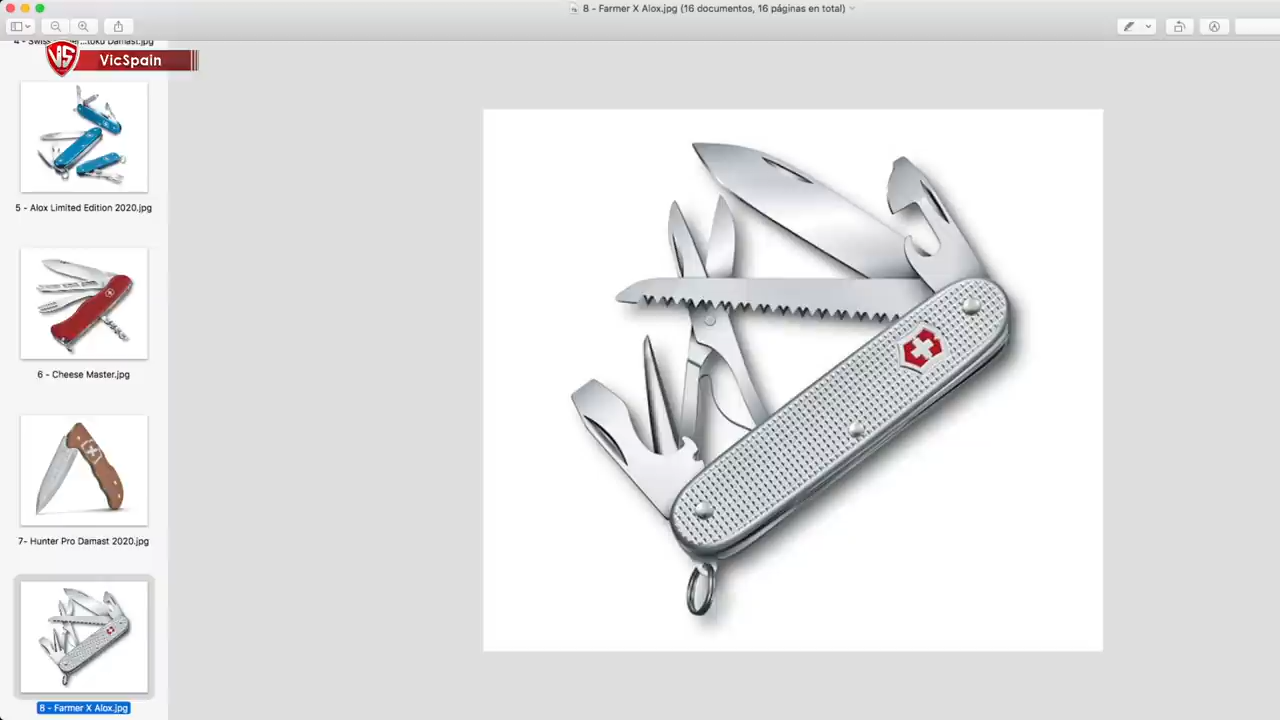 8 - Farmer X Alox.jpg (16 documentos, 16 páginas en total)
VicSpain
5 - Alox Limited Edition 2020.jpg
6 - Cheese Master.jpg
7- Hunter Pro Damast 2020.jpg
8 - Farmer X Alox.jpg